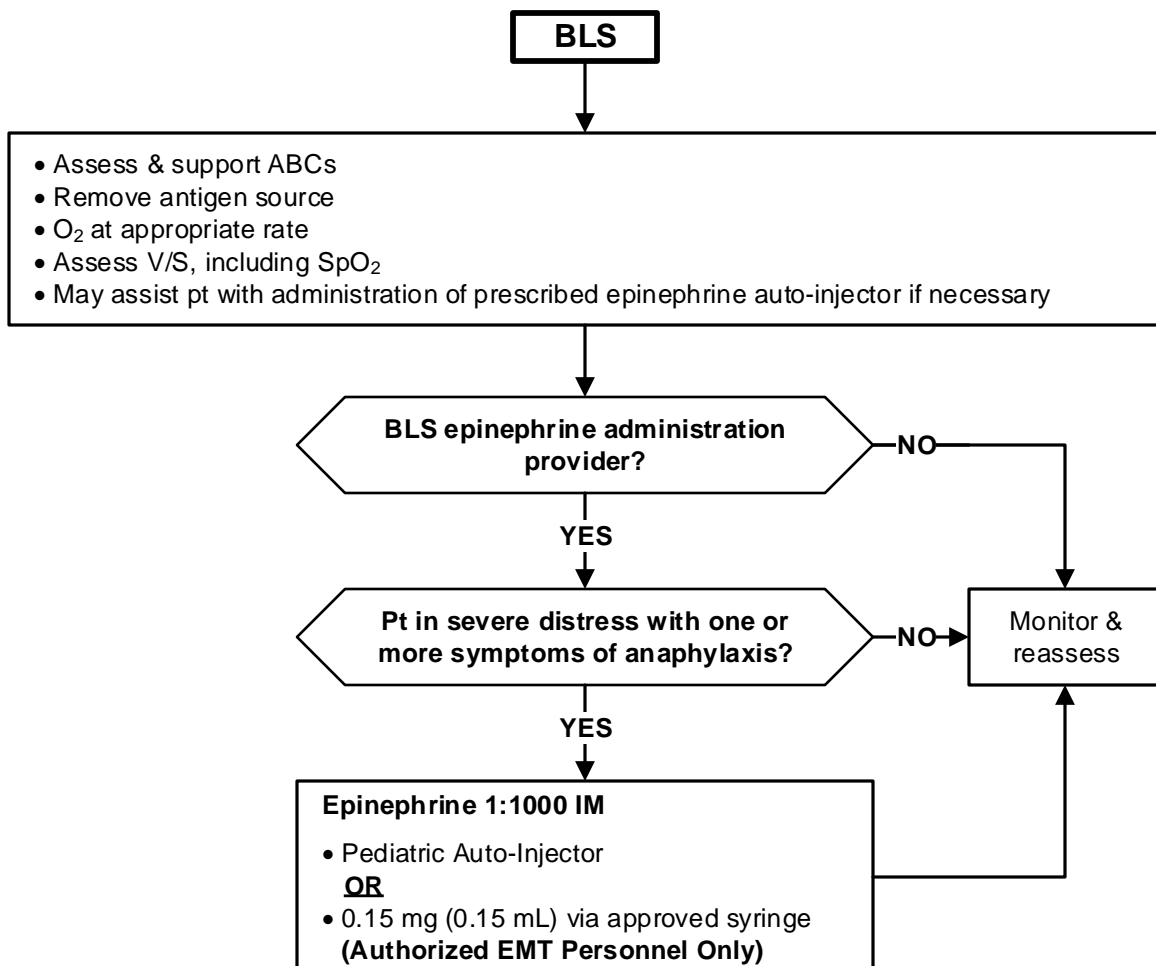 BLS
• Assess & support ABCs
• Remove antigen source
• O₂ at appropriate rate
• Assess V/S, including SpO₂
• May assist pt with administration of prescribed epinephrine auto-injector if necessary
BLS epinephrine administration
provider?
NO
YES
Pt in severe distress with one or
more symptoms of anaphylaxis?
NO
Monitor &
reassess
YES
Epinephrine 1:1000 IM
• Pediatric Auto-Injector
OR
• 0.15 mg (0.15 mL) via approved syringe
(Authorized EMT Personnel Only)